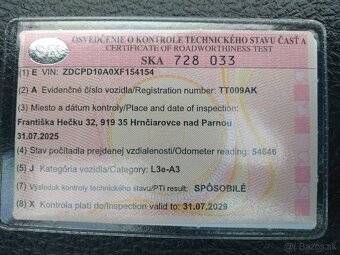 OSVEDČENIE O KONTROLE TECHNICKÉHO STAVU ČASŤ A
CERTIFICATE OF ROADWORTHINESS TEST
SKA 728 033
(1) E VIN: ZDCPD10A0XF154154
(2) A Evidenčné číslo vozidla/Registration number: TT009AK
(3) Miesto a dátum kontroly/Place and date of inspection:
Františka Hečku 32, 919 35 Hrnčiarovce nad Parnou
31.07.2025
(4) Stav počítadla prejdenej vzdialenosti/Odometer reading: 54646
(5) J Kategória vozidla/Category: L3e-A3
(7) Výsledok kontroly technického stavu/PTI result: SPÔSOBILÉ
(8) X Kontrola platí do/Inspection valid to: 31.07.2029
Bazos.sk